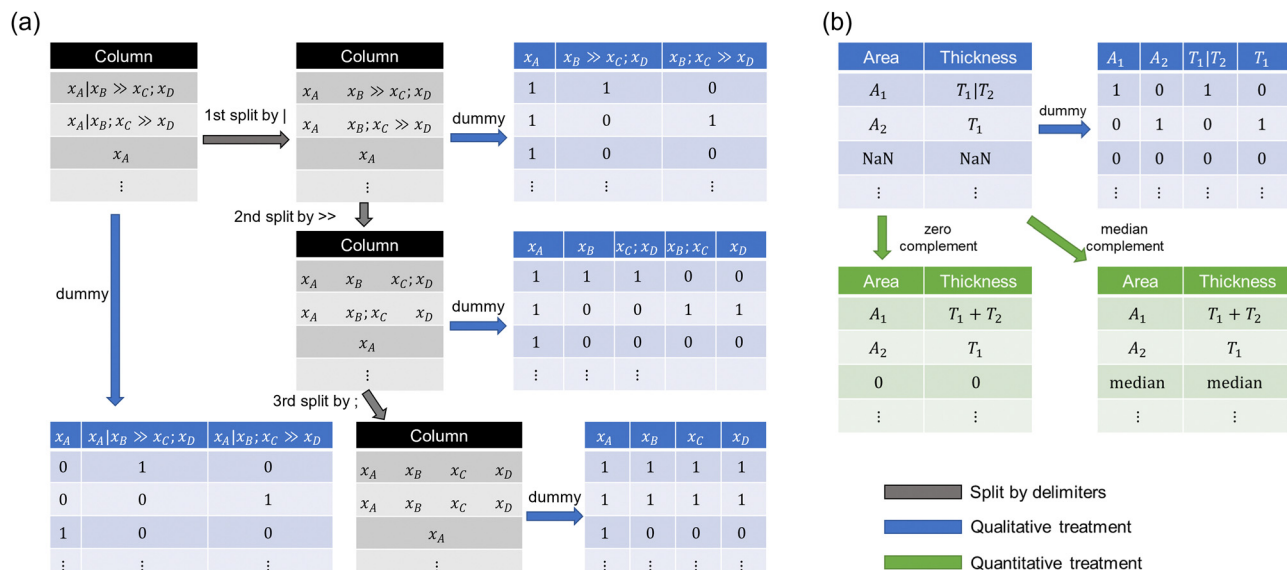 (a)
Column
x_A|x_B ≫ x_C; x_D
x_A|x_B; x_C ≫ x_D
x_A
⋮
1st split by |
Column
x_A x_B ≫ x_C; x_D
x_A x_B; x_C ≫ x_D
x_A
⋮
dummy
x_A x_B ≫ x_C; x_D x_B; x_C ≫ x_D
1 1 0
1 0 1
1 0 0
⋮ ⋮ ⋮
2nd split by >>
Column
x_A x_B x_C; x_D
x_A x_B; x_C x_D
x_A
⋮
dummy
x_A x_B x_C; x_D x_B; x_C x_D
1 1 1 0 0
1 0 0 1 1
1 0 0 0 0
⋮ ⋮ ⋮
dummy
x_A x_A|x_B ≫ x_C; x_D x_A|x_B; x_C ≫ x_D
0 1 0
0 0 1
1 0 0
⋮ ⋮ ⋮
3rd split by ;
Column
x_A x_B x_C x_D
x_A x_B x_C x_D
x_A
⋮
dummy
x_A x_B x_C x_D
1 1 1 1
1 1 1 1
1 0 0 0
⋮ ⋮ ⋮ ⋮
(b)
Area Thickness
A_1 T_1|T_2
A_2 T_1
NaN NaN
⋮ ⋮
dummy
A_1 A_2 T_1|T_2 T_1
1 0 1 0
0 1 0 1
0 0 0 0
⋮ ⋮ ⋮ ⋮
zero
complement
median
complement
Area Thickness
A_1 T_1 + T_2
A_2 T_1
0 0
⋮ ⋮
Area Thickness
A_1 T_1 + T_2
A_2 T_1
median median
⋮ ⋮
Split by delimiters
Qualitative treatment
Quantitative treatment